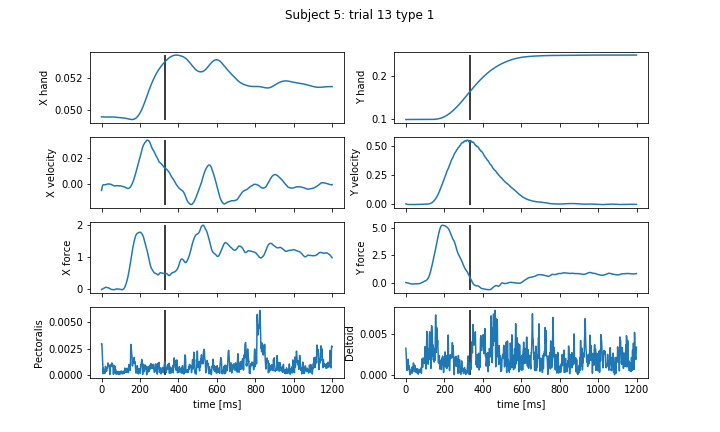 Subject 5: trial 13 type 1
X hand
0.052
0.050
Y hand
0.2
0.1
X velocity
0.02
0.00
Y velocity
0.50
0.25
0.00
X force
2
1
0
Y force
5.0
2.5
0.0
Pectoralis
0.0050
0.0025
0.0000
0 200 400 600 800 1000 1200
time [ms]
Deltoid
0.005
0.000
0 200 400 600 800 1000 1200
time [ms]